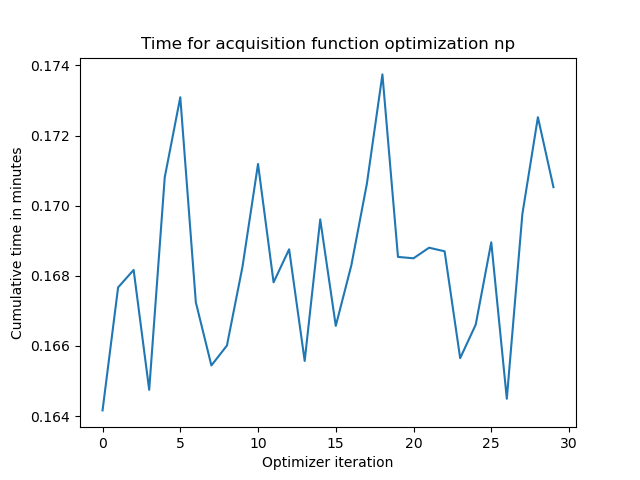 Time for acquisition function optimization np
0.174
0.172
0.170
0.168
0.166
0.164
Cumulative time in minutes
0 5 10 15 20 25 30
Optimizer iteration